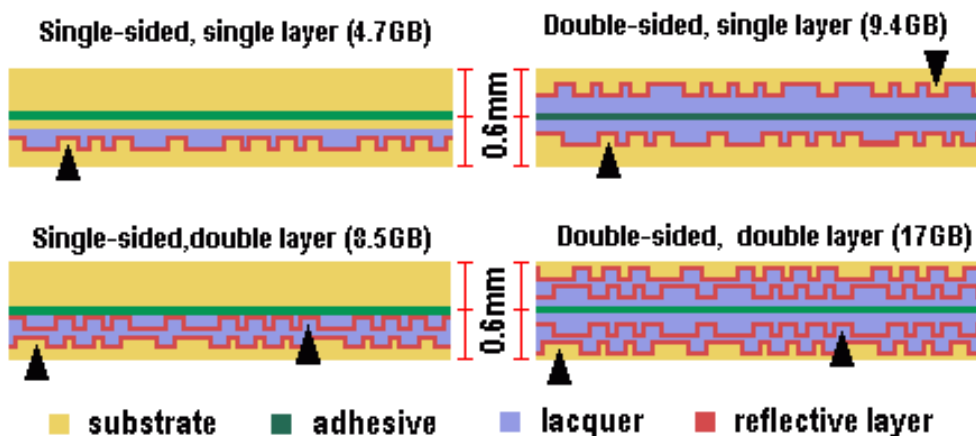 Single-sided, single layer (4.7GB)
Double-sided, single layer (9.4GB)
0.6mm
Single-sided,double layer (8.5GB)
Double-sided, double layer (17GB)
0.6mm
substrate
adhesive
lacquer
reflective layer